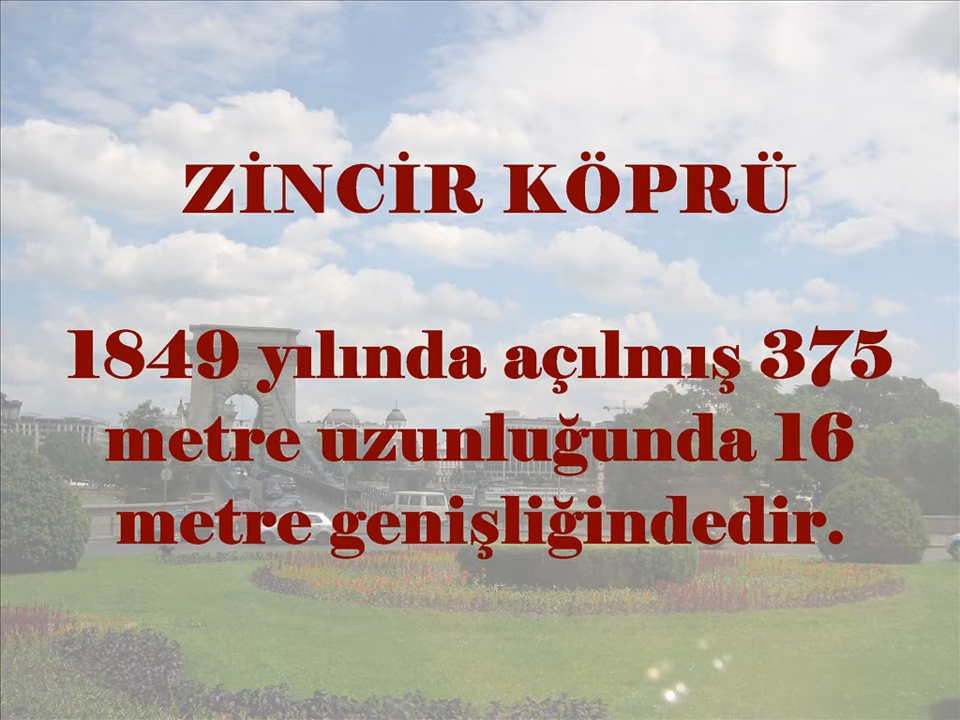 ZİNCİR KÖPRÜ
1849 yılında açılmış 375
metre uzunluğunda 16
metre genişliğindedir.